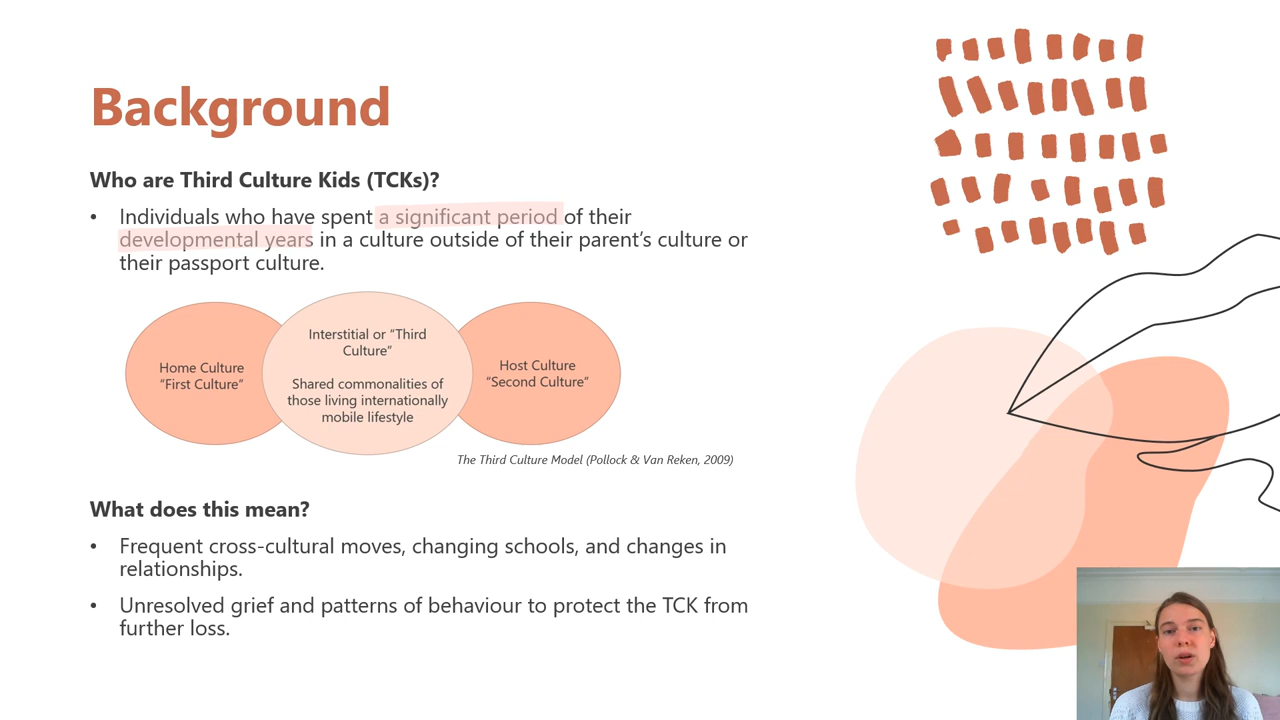 Background
Who are Third Culture Kids (TCKs)?
• Individuals who have spent a significant period of their
developmental years in a culture outside of their parent's culture or
their passport culture.
Home Culture
"First Culture"
Interstitial or "Third
Culture"
Shared commonalities of
those living internationally
mobile lifestyle
Host Culture
"Second Culture"
The Third Culture Model (Pollock & Van Reken, 2009)
What does this mean?
• Frequent cross-cultural moves, changing schools, and changes in
relationships.
• Unresolved grief and patterns of behaviour to protect the TCK from
further loss.